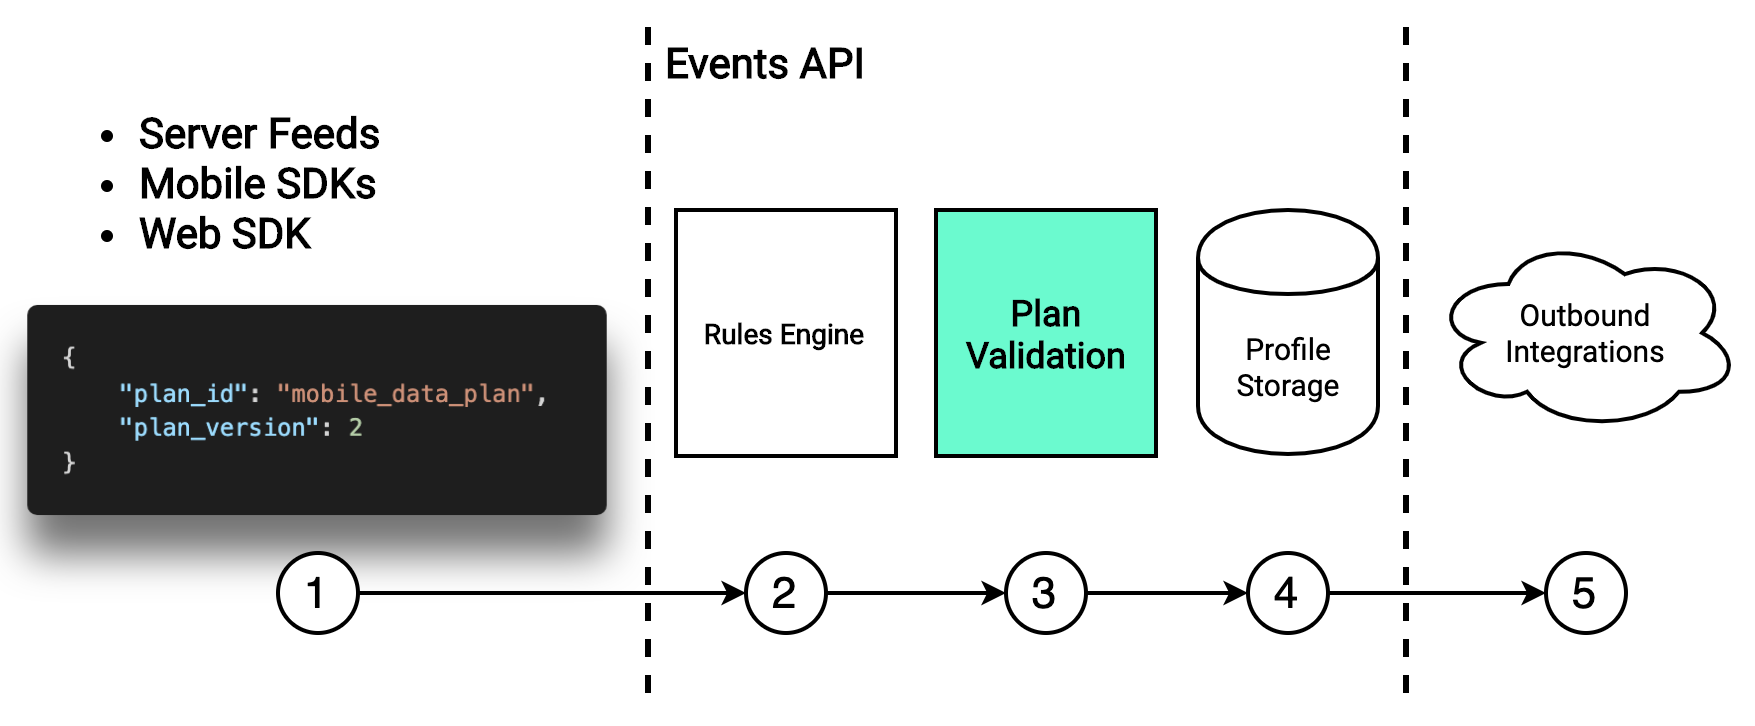 Events API
• Server Feeds
• Mobile SDKs
• Web SDK
{
"plan_id": "mobile_data_plan",
"plan_version": 2
}
Rules Engine
Plan
Validation
Profile
Storage
Outbound
Integrations
1
2
3
4
5